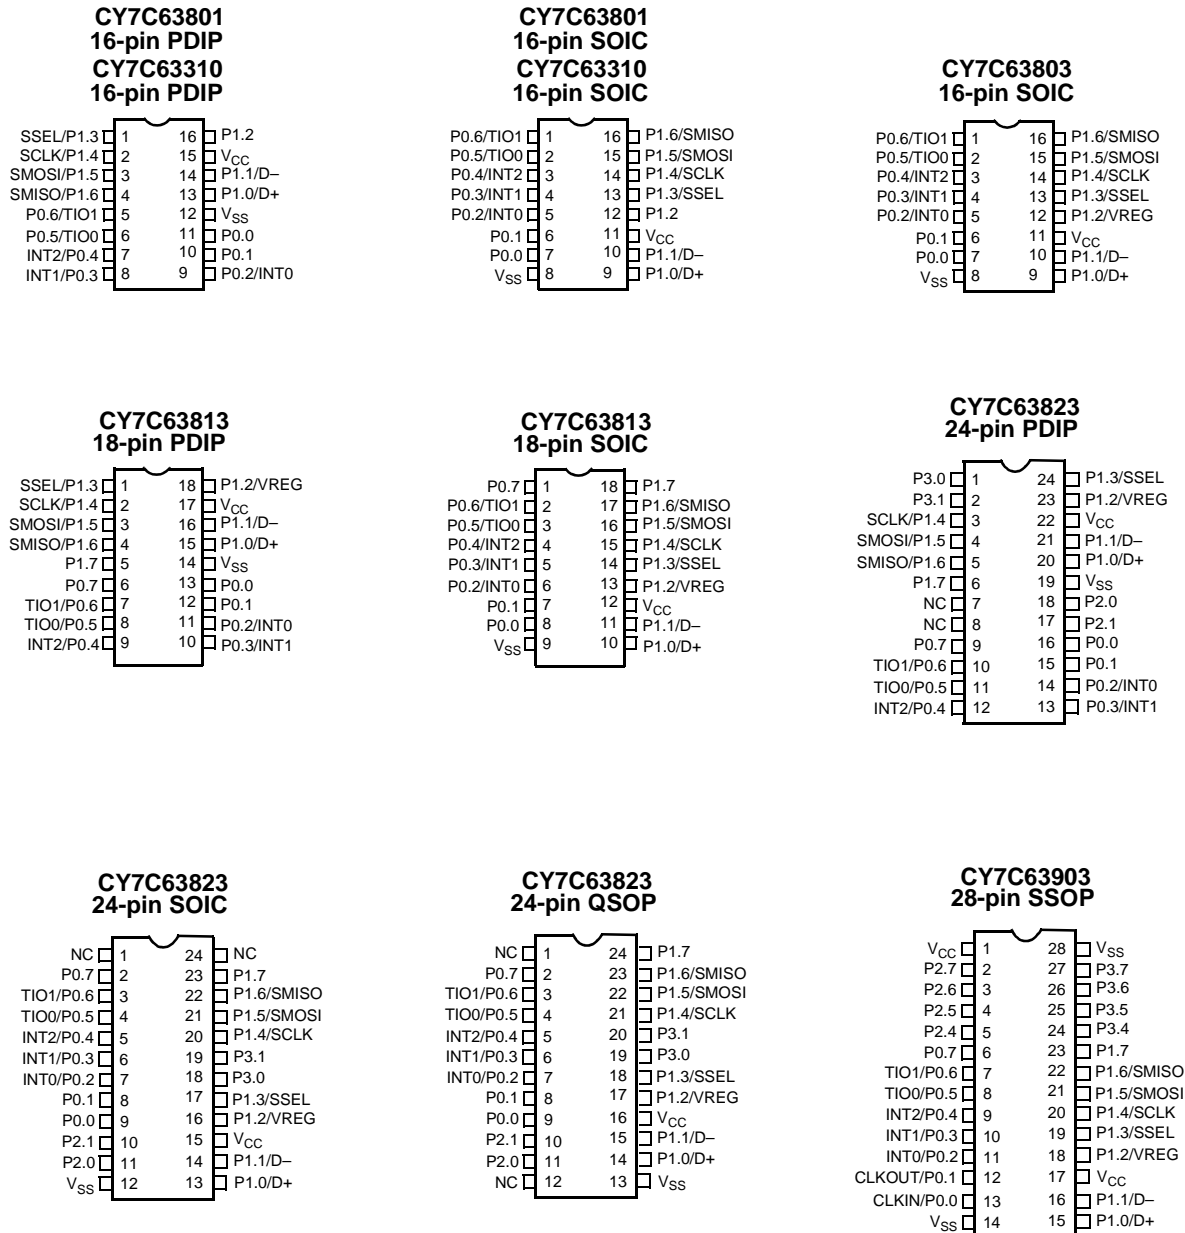 CY7C63801
16-pin PDIP
CY7C63310
16-pin PDIP
SSEL/P1.3 1 16 P1.2
SCLK/P1.4 2 15 VCC
SMOSI/P1.5 3 14 P1.1/D–
SMISO/P1.6 4 13 P1.0/D+
P0.6/TIO1 5 12 VSS
P0.5/TIO0 6 11 P0.0
INT2/P0.4 7 10 P0.1
INT1/P0.3 8 9 P0.2/INT0
CY7C63801
16-pin SOIC
CY7C63310
16-pin SOIC
P0.6/TIO1 1 16 P1.6/SMISO
P0.5/TIO0 2 15 P1.5/SMOSI
P0.4/INT2 3 14 P1.4/SCLK
P0.3/INT1 4 13 P1.3/SSEL
P0.2/INT0 5 12 P1.2
P0.1 6 11 VCC
P0.0 7 10 P1.1/D–
VSS 8 9 P1.0/D+
CY7C63803
16-pin SOIC
P0.6/TIO1 1 16 P1.6/SMISO
P0.5/TIO0 2 15 P1.5/SMOSI
P0.4/INT2 3 14 P1.4/SCLK
P0.3/INT1 4 13 P1.3/SSEL
P0.2/INT0 5 12 P1.2/VREG
P0.1 6 11 VCC
P0.0 7 10 P1.1/D–
VSS 8 9 P1.0/D+
CY7C63813
18-pin PDIP
SSEL/P1.3 1 18 P1.2/VREG
SCLK/P1.4 2 17 VCC
SMOSI/P1.5 3 16 P1.1/D–
SMISO/P1.6 4 15 P1.0/D+
P1.7 5 14 VSS
P0.7 6 13 P0.0
TIO1/P0.6 7 12 P0.1
TIO0/P0.5 8 11 P0.2/INT0
INT2/P0.4 9 10 P0.3/INT1
CY7C63813
18-pin SOIC
P0.7 1 18 P1.7
P0.6/TIO1 2 17 P1.6/SMISO
P0.5/TIO0 3 16 P1.5/SMOSI
P0.4/INT2 4 15 P1.4/SCLK
P0.3/INT1 5 14 P1.3/SSEL
P0.2/INT0 6 13 P1.2/VREG
P0.1 7 12 VCC
P0.0 8 11 P1.1/D–
VSS 9 10 P1.0/D+
CY7C63823
24-pin PDIP
P3.0 1 24 P1.3/SSEL
P3.1 2 23 P1.2/VREG
SCLK/P1.4 3 22 VCC
SMOSI/P1.5 4 21 P1.1/D–
SMISO/P1.6 5 20 P1.0/D+
P1.7 6 19 VSS
NC 7 18 P2.0
NC 8 17 P2.1
P0.7 9 16 P0.0
TIO1/P0.6 10 15 P0.1
TIO0/P0.5 11 14 P0.2/INT0
INT2/P0.4 12 13 P0.3/INT1
CY7C63823
24-pin SOIC
NC 1 24 NC
P0.7 2 23 P1.7
TIO1/P0.6 3 22 P1.6/SMISO
TIO0/P0.5 4 21 P1.5/SMOSI
INT2/P0.4 5 20 P1.4/SCLK
INT1/P0.3 6 19 P3.1
INT0/P0.2 7 18 P3.0
P0.1 8 17 P1.3/SSEL
P0.0 9 16 P1.2/VREG
P2.1 10 15 VCC
P2.0 11 14 P1.1/D–
VSS 12 13 P1.0/D+
CY7C63823
24-pin QSOP
NC 1 24 P1.7
P0.7 2 23 P1.6/SMISO
TIO1/P0.6 3 22 P1.5/SMOSI
TIO0/P0.5 4 21 P1.4/SCLK
INT2/P0.4 5 20 P3.1
INT1/P0.3 6 19 P3.0
INT0/P0.2 7 18 P1.3/SSEL
P0.1 8 17 P1.2/VREG
P0.0 9 16 VCC
P2.1 10 15 P1.1/D–
P2.0 11 14 P1.0/D+
NC 12 13 VSS
CY7C63903
28-pin SSOP
VCC 1 28 VSS
P2.7 2 27 P3.7
P2.6 3 26 P3.6
P2.5 4 25 P3.5
P2.4 5 24 P3.4
P0.7 6 23 P1.7
TIO1/P0.6 7 22 P1.6/SMISO
TIO0/P0.5 8 21 P1.5/SMOSI
INT2/P0.4 9 20 P1.4/SCLK
INT1/P0.3 10 19 P1.3/SSEL
INT0/P0.2 11 18 P1.2/VREG
CLKOUT/P0.1 12 17 VCC
CLKIN/P0.0 13 16 P1.1/D–
VSS 14 15 P1.0/D+